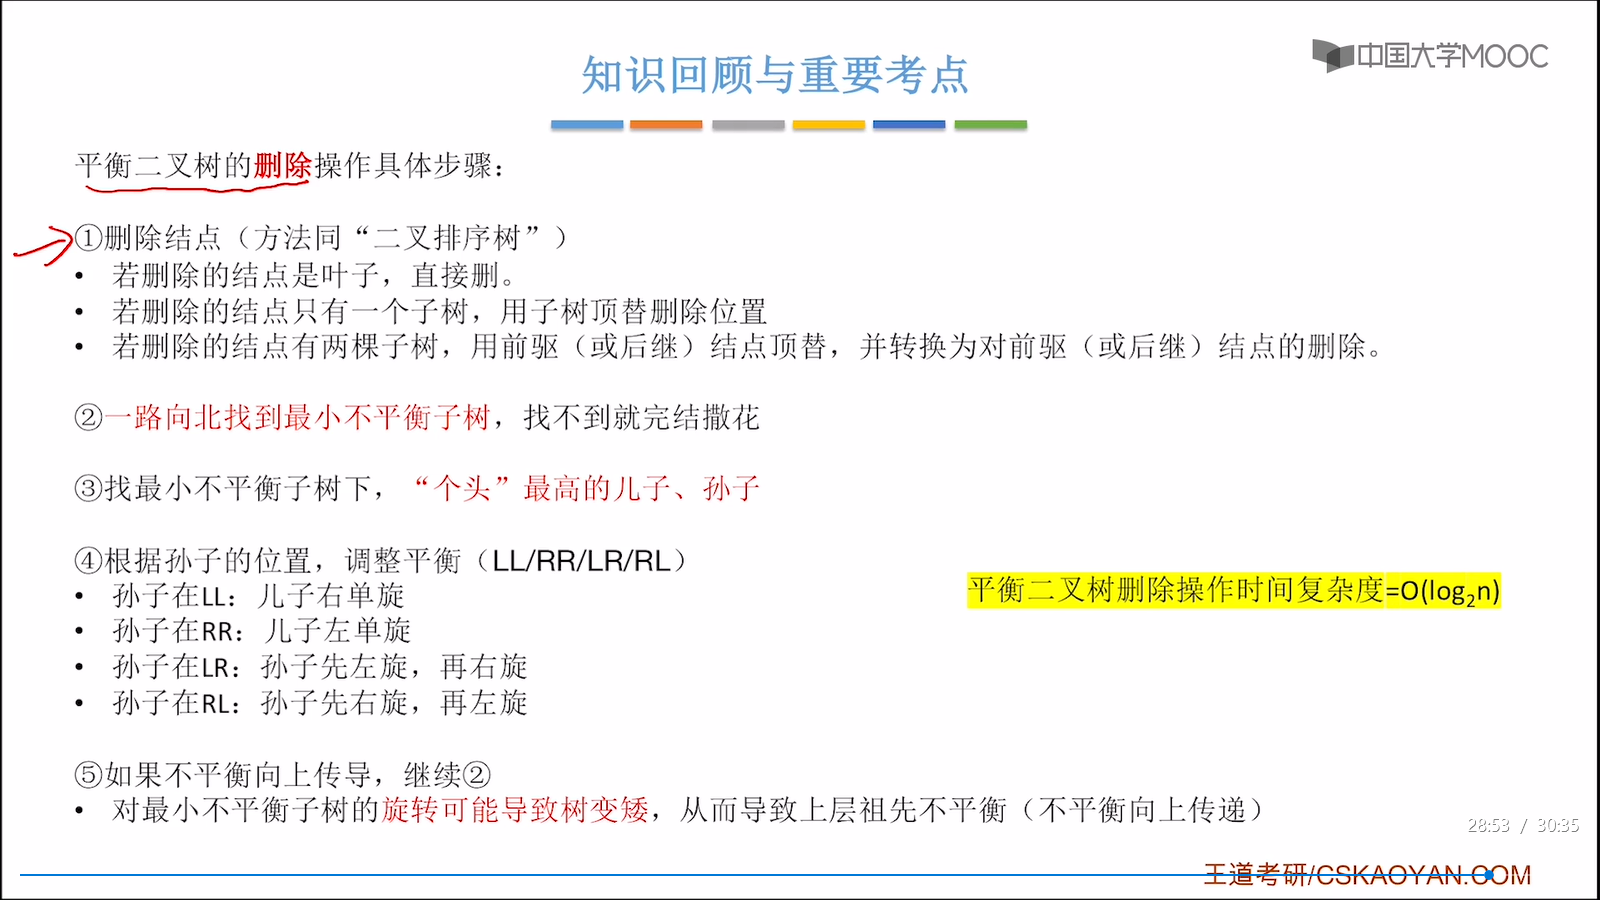 知识回顾与重要考点
中国大学MOOC
平衡二叉树的删除操作具体步骤：
①删除结点（方法同“二叉排序树”）
• 若删除的结点是叶子，直接删。
• 若删除的结点只有一个子树，用子树顶替删除位置
• 若删除的结点有两棵子树，用前驱（或后继）结点顶替，并转换为对前驱（或后继）结点的删除。
②一路向北找到最小不平衡子树，找不到就完结撒花
③找最小不平衡子树下，“个头”最高的儿子、孙子
④根据孙子的位置，调整平衡（LL/RR/LR/RL）
• 孙子在LL：儿子右单旋
• 孙子在RR：儿子左单旋
• 孙子在LR：孙子先左旋，再右旋
• 孙子在RL：孙子先右旋，再左旋
平衡二叉树删除操作时间复杂度=O(log₂n)
⑤如果不平衡向上传导，继续②
• 对最小不平衡子树的旋转可能导致树变矮，从而导致上层祖先不平衡（不平衡向上传递）
28:53 / 30:35
王道考研/CSKAOYAN.COM